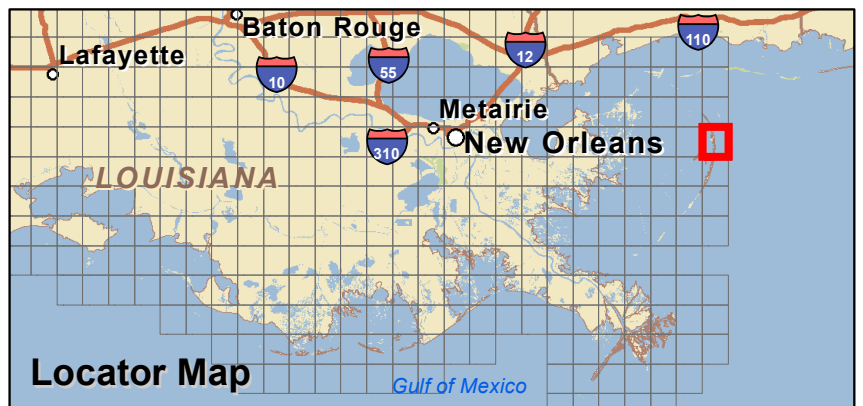 Baton Rouge
110
Lafayette
12
55
10
Metairie
New Orleans
310
LOUISIANA
Locator Map
Gulf of Mexico